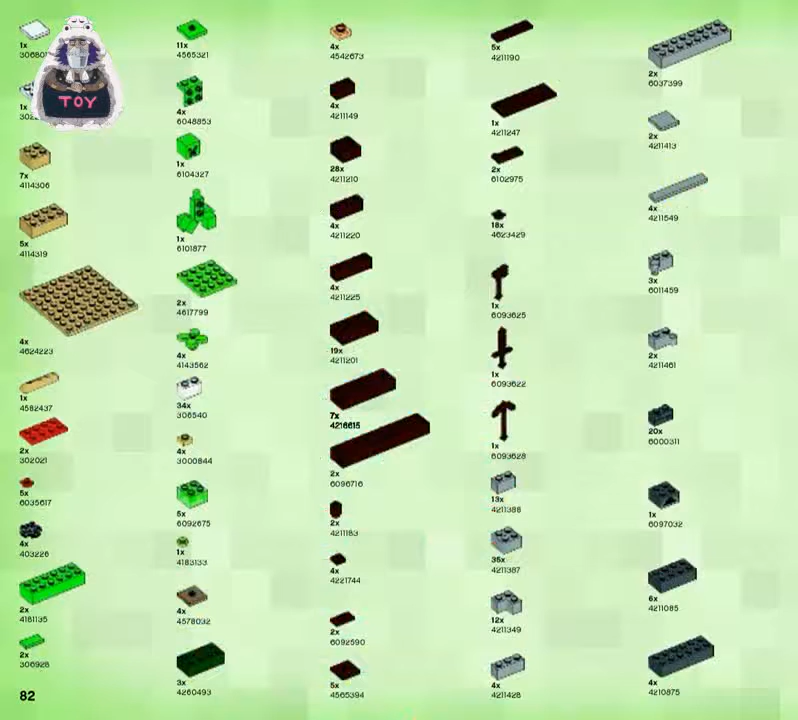 1x
TOY
1x
7x
4114306
5x
4114319
4x
4624223
1x
4582437
2x
302021
5x
6035617
4x
403226
2x
4181135
2x
306928
82
11x
4565321
4x
6048853
1x
6104327
1x
6101877
2x
4617799
4x
4143562
34x
306540
4x
3000844
5x
6092675
1x
4183133
4x
4578032
3x
4260493
4x
4542673
4x
4211149
28x
4211210
4x
4211220
4x
4211225
19x
4211201
7x
4216615
2x
6096716
2x
4211183
4x
4221744
2x
6092590
5x
4565394
5x
4211190
1x
4211247
2x
6102975
18x
4623429
1x
6093625
1x
6093622
1x
6093628
13x
4211388
35x
4211387
12x
4211349
4x
4211428
2x
6037399
2x
4211413
4x
4211549
3x
6011459
2x
4211461
20x
6000311
1x
6097032
6x
4211085
4x
4210875